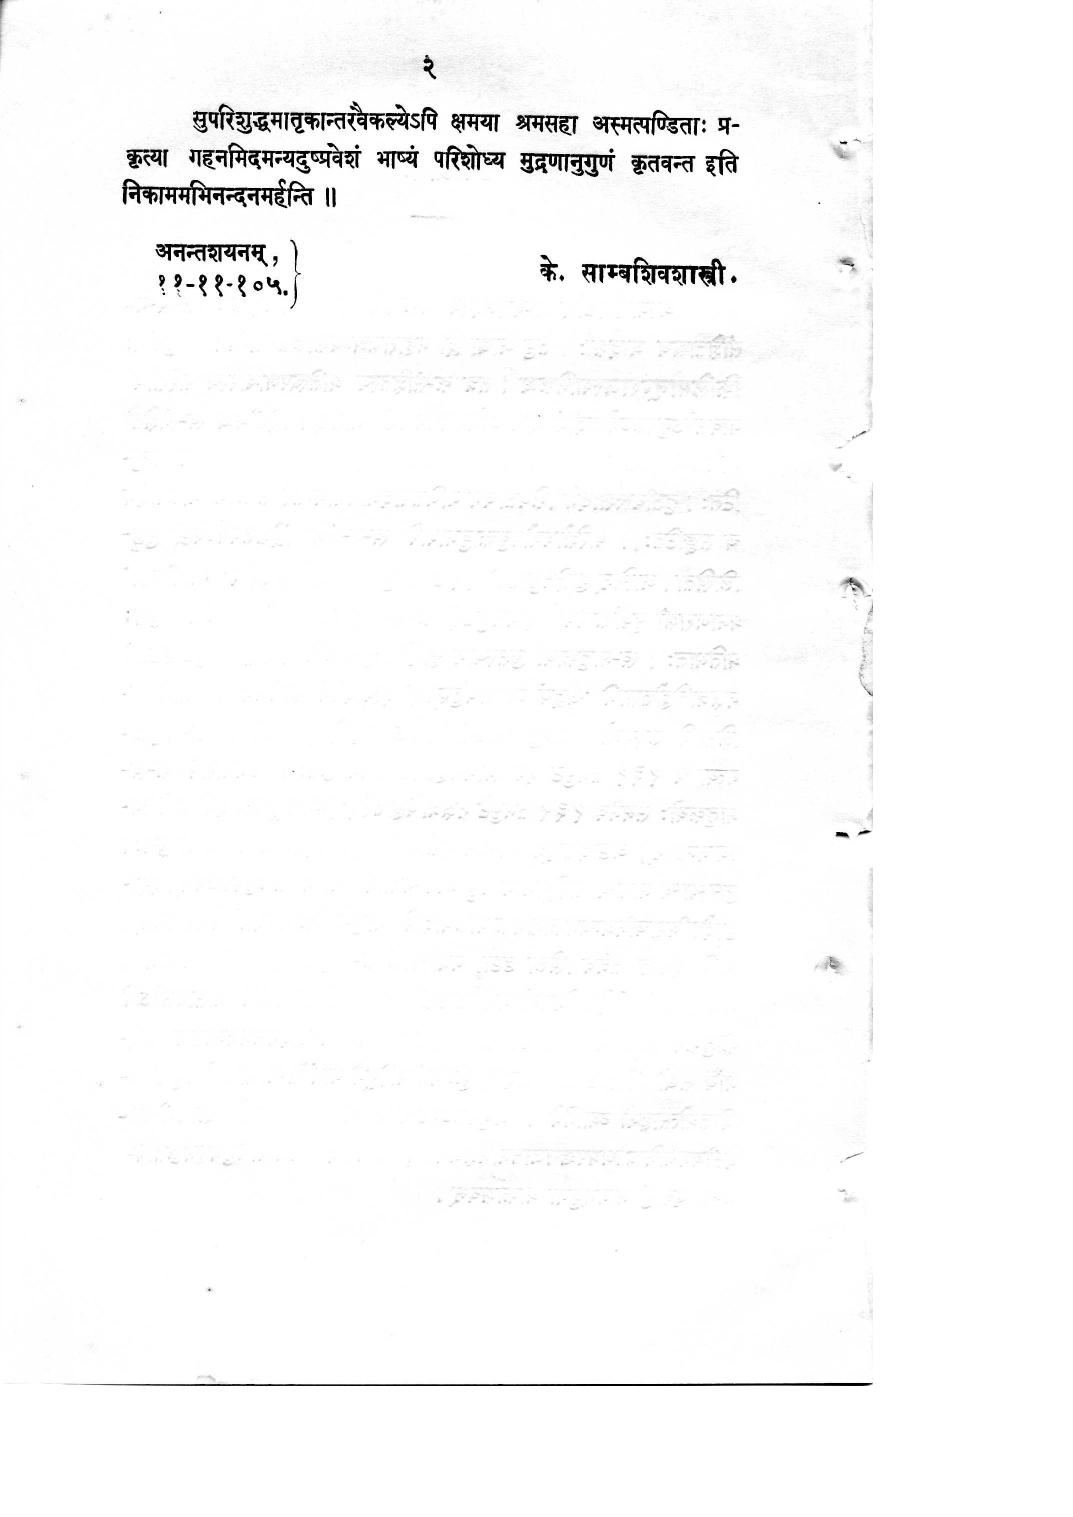 २
सुपरिशुद्धमातृकान्तरवैकल्येऽपि क्षमया श्रमसहा अस्मत्पण्डिताः प्र-
कृत्या गहनमिदमन्यदुष्प्रवेशं भाष्यं परिशोध्य मुद्रणानुगुणं कृतवन्त इति
निकाममभिनन्दनमर्हन्ति ॥
अनन्तशयनम्,
११-११-१०५.
के. साम्बशिवशास्त्री.